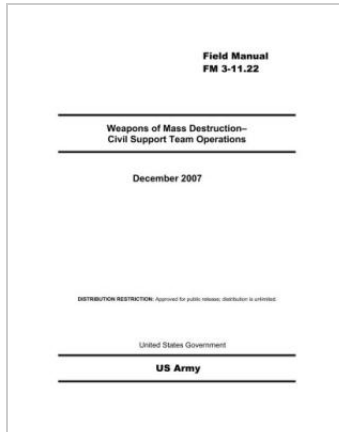 Field Manual
FM 3-11.22
Weapons of Mass Destruction–
Civil Support Team Operations
December 2007
DISTRIBUTION RESTRICTION: Approved for public release; distribution is unlimited.
United States Government
US Army